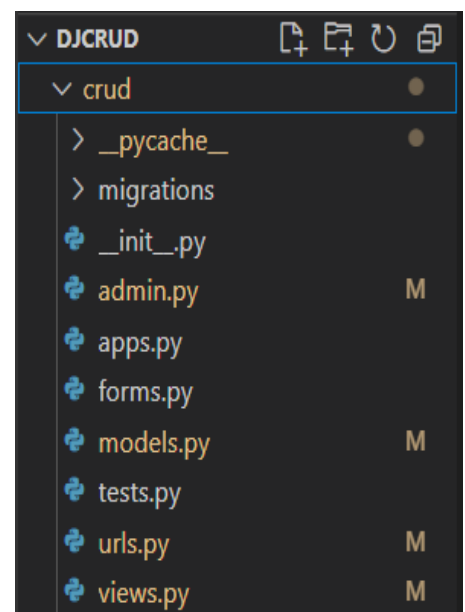 DJCRUD
crud
__pycache__
migrations
__init__.py
admin.py M
apps.py
forms.py
models.py M
tests.py
urls.py M
views.py M